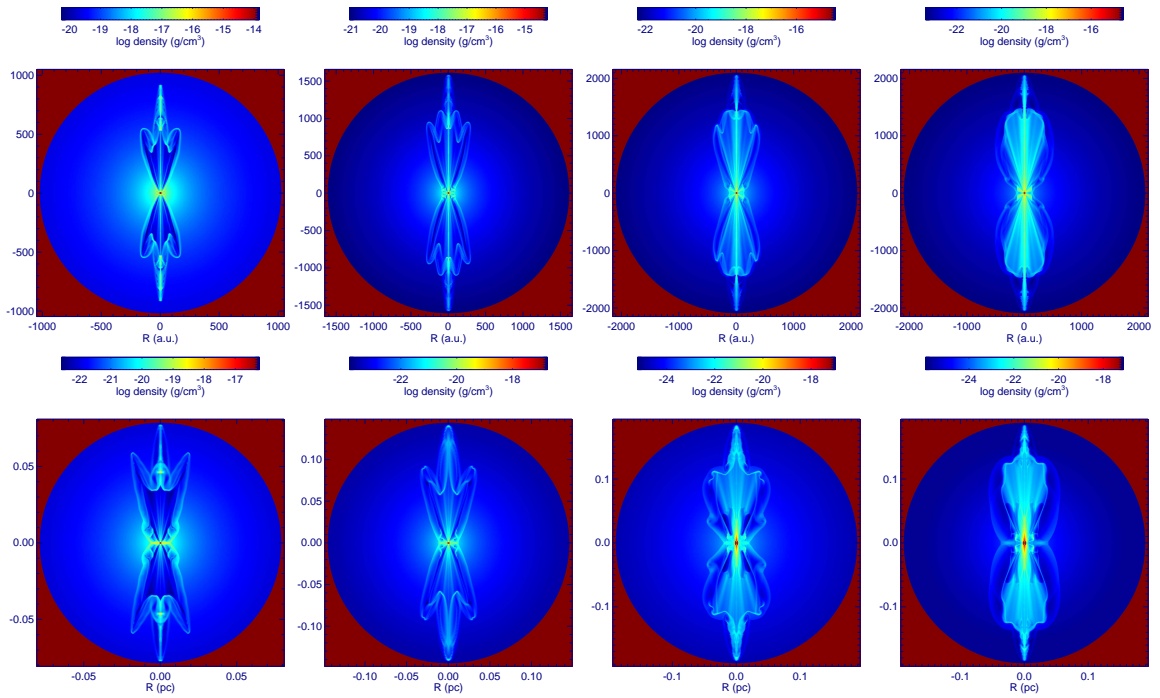 -20 -19 -18 -17 -16 -15 -14
log density (g/cm³)
-21 -20 -19 -18 -17 -16 -15
log density (g/cm³)
-22 -20 -18 -16
log density (g/cm³)
-22 -20 -18 -16
log density (g/cm³)
1000
500
0
-500
-1000
-1000 -500 0 500 1000
R (a.u.)
1500
1000
500
0
-500
-1000
-1500
-1500 -1000 -500 0 500 1000 1500
R (a.u.)
2000
1000
0
-1000
-2000
-2000 -1000 0 1000 2000
R (a.u.)
2000
1000
0
-1000
-2000
-2000 -1000 0 1000 2000
R (a.u.)
-22 -21 -20 -19 -18 -17
log density (g/cm³)
-22 -20 -18
log density (g/cm³)
-24 -22 -20 -18
log density (g/cm³)
-24 -22 -20 -18
log density (g/cm³)
0.05
0.00
-0.05
-0.05 0.00 0.05
R (pc)
0.10
0.05
0.00
-0.05
-0.10
-0.10 -0.05 0.00 0.05 0.10
R (pc)
0.1
0.0
-0.1
-0.1 0.0 0.1
R (pc)
0.1
0.0
-0.1
-0.1 0.0 0.1
R (pc)